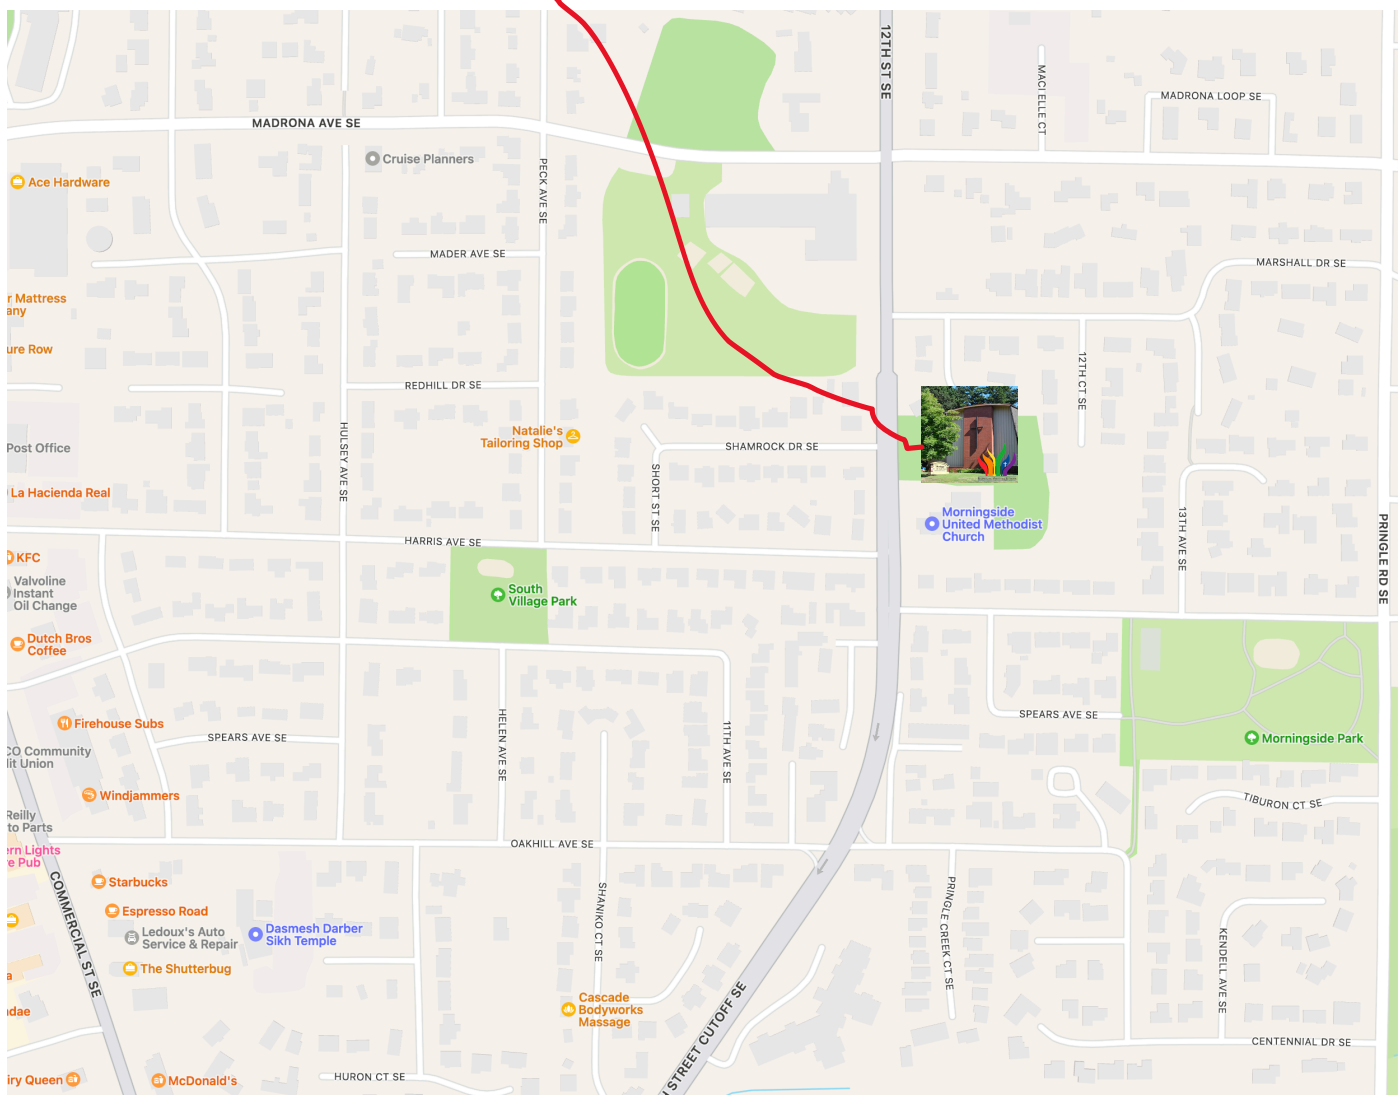 12TH ST SE
MACI ELLE CT
MADRONA LOOP SE
MADRONA AVE SE
Cruise Planners
PECK AVE SE
Ace Hardware
MADER AVE SE
MARSHALL DR SE
r Mattress
any
ure Row
REDHILL DR SE
12TH CT SE
HULSEY AVE SE
Natalie's
Tailoring Shop
SHAMROCK DR SE
Post Office
SHORT ST SE
La Hacienda Real
13TH AVE SE
PRINGLE RD SE
Morningside
United Methodist
Church
HARRIS AVE SE
KFC
Valvoline
Instant
Oil Change
South
Village Park
Dutch Bros
Coffee
Firehouse Subs
SPEARS AVE SE
HELEN AVE SE
11TH AVE SE
SPEARS AVE SE
Morningside Park
CO Community
lit Union
Windjammers
TIBURON CT SE
Reilly
to Parts
ern Lights
re Pub
OAKHILL AVE SE
COMMERCIAL ST SE
Starbucks
Espresso Road
Ledoux's Auto
Service & Repair
Dasmesh Darber
Sikh Temple
The Shutterbug
SHANIKO CT SE
PRINGLE CREEK CT SE
KENDELL AVE SE
a
ndae
Cascade
Bodyworks
Massage
STREET CUTOFF SE
CENTENNIAL DR SE
iry Queen
McDonald's
HURON CT SE